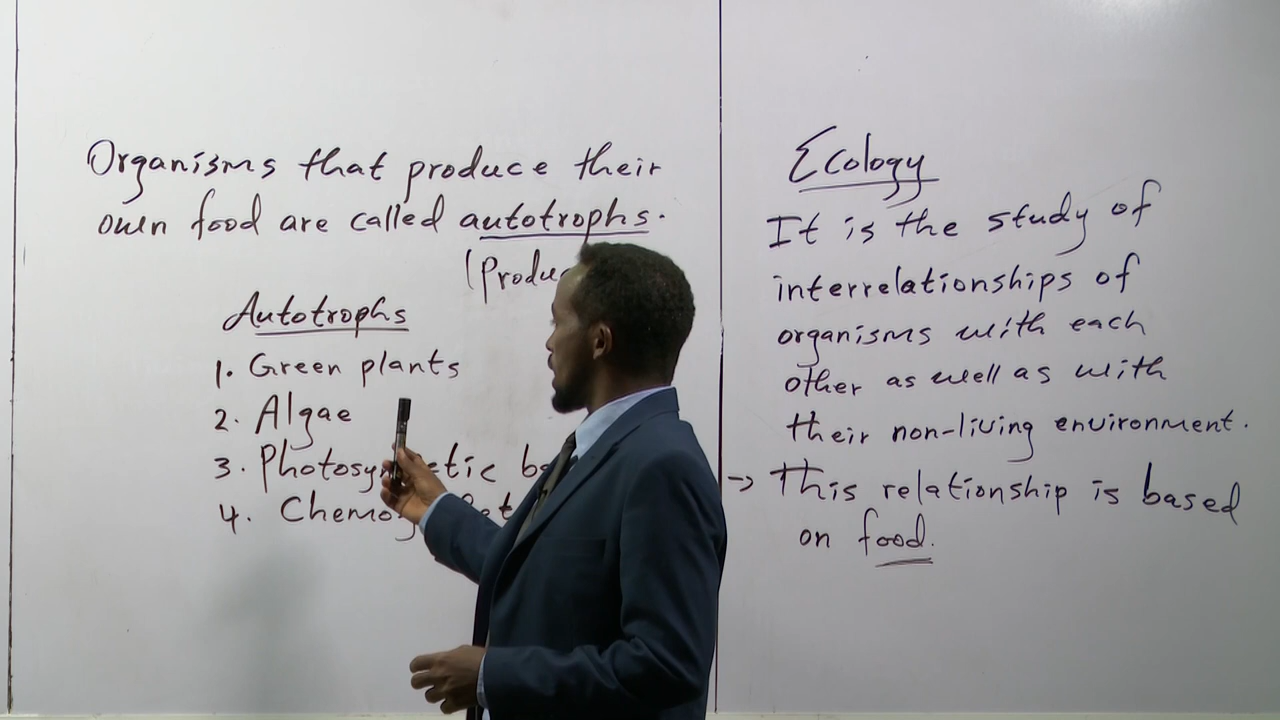 Organisms that produce their
own food are called autotrophs.
Autotrophs
1. Green plants
2. Algae
3.
4.
Ecology
It is the study of
interrelationships of
organisms with each
other as well as with
their non-living environment.
→ This relationship is based
on food.